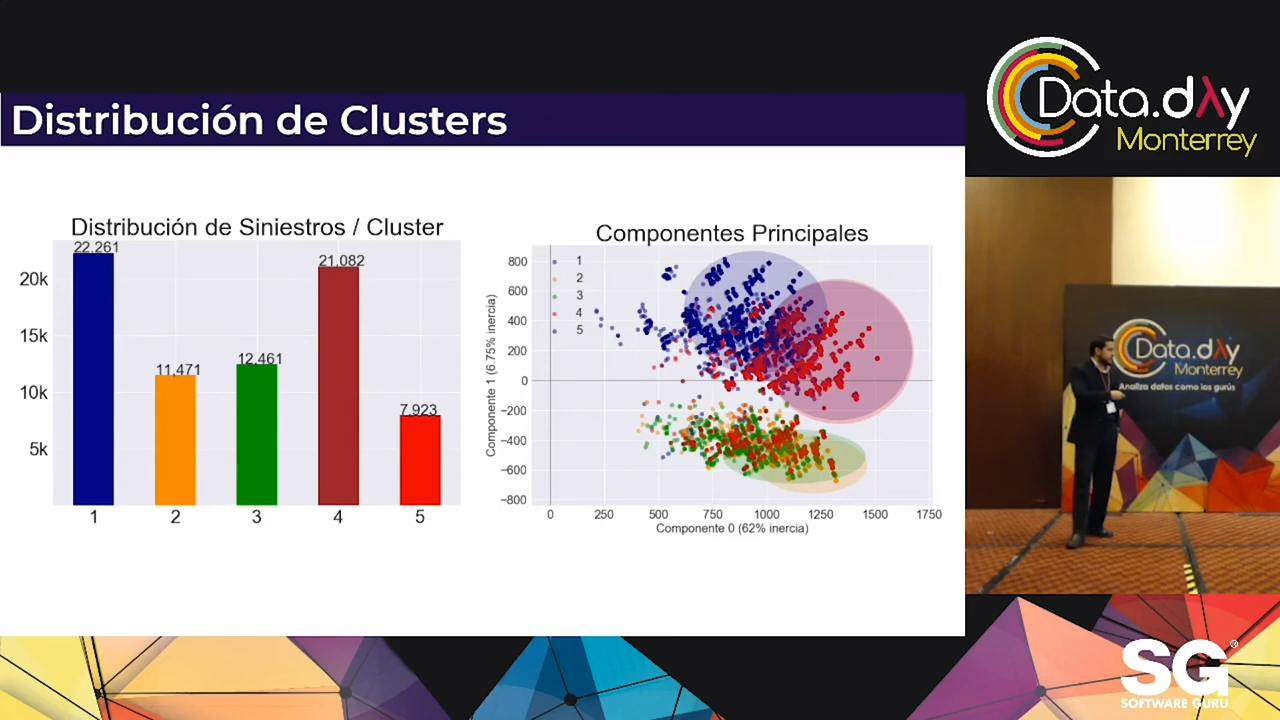 Distribución de Clusters
Distribución de Siniestros / Cluster
22.261
11,471
12,461
21.082
7,923
20k
15k
10k
5k
1
2
3
4
5
Componentes Principales
Componente 1 (6.75% inercia)
800
600
400
200
0
−200
−400
−600
−800
1
2
3
4
5
0
250
500
750
1000
1250
1500
1750
Componente 0 (62% inercia)
Data.dλy
Monterrey
Data.dλy
Monterrey
Analiza datos como los gurús
SG
SOFTWARE GURU